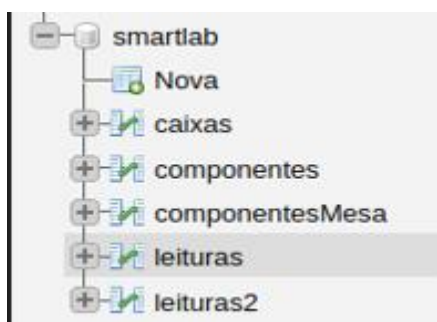 smartlab
Nova
caixas
componentes
componentesMesa
leituras
leituras2